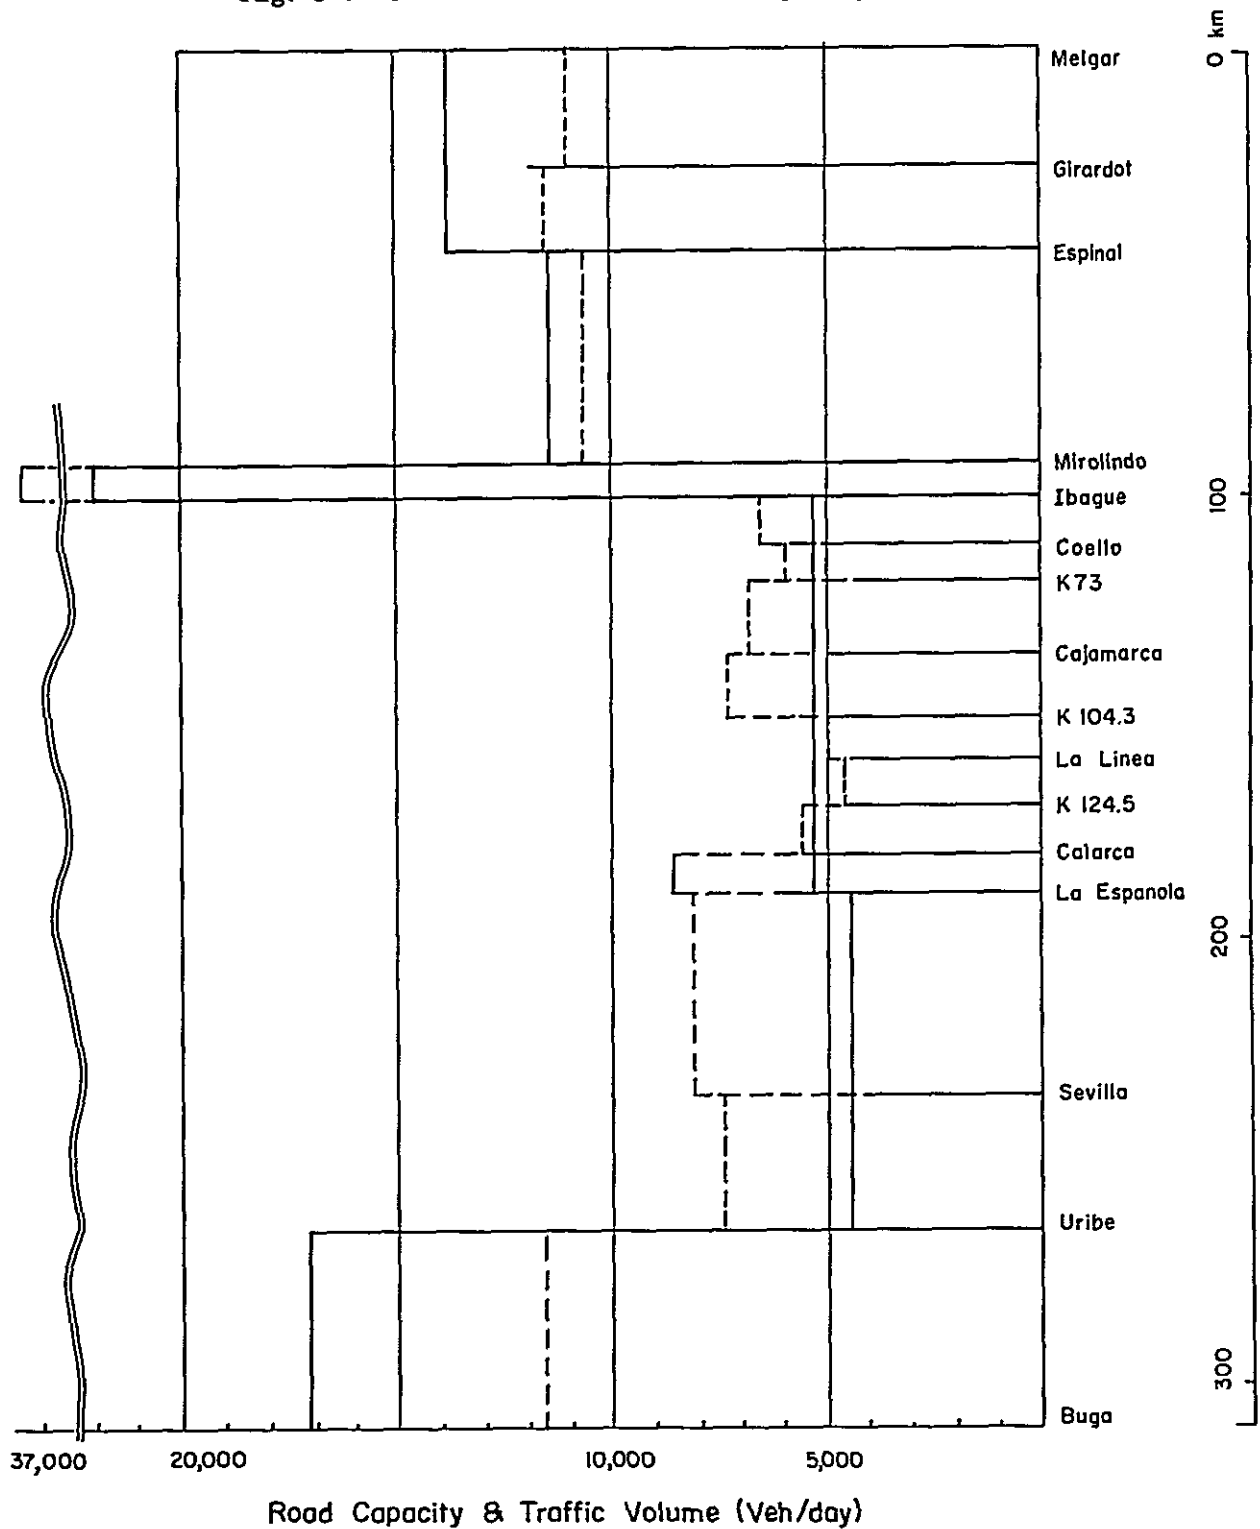 0 km
Melgar
Girardot
Espinal
Mirolindo
Ibague
100
Coello
K73
Cajamarca
K 104.3
La Linea
K 124.5
Calarca
La Espanola
200
Sevilla
Uribe
300
Buga
37,000 20,000 10,000 5,000
Road Capacity & Traffic Volume (Veh/day)